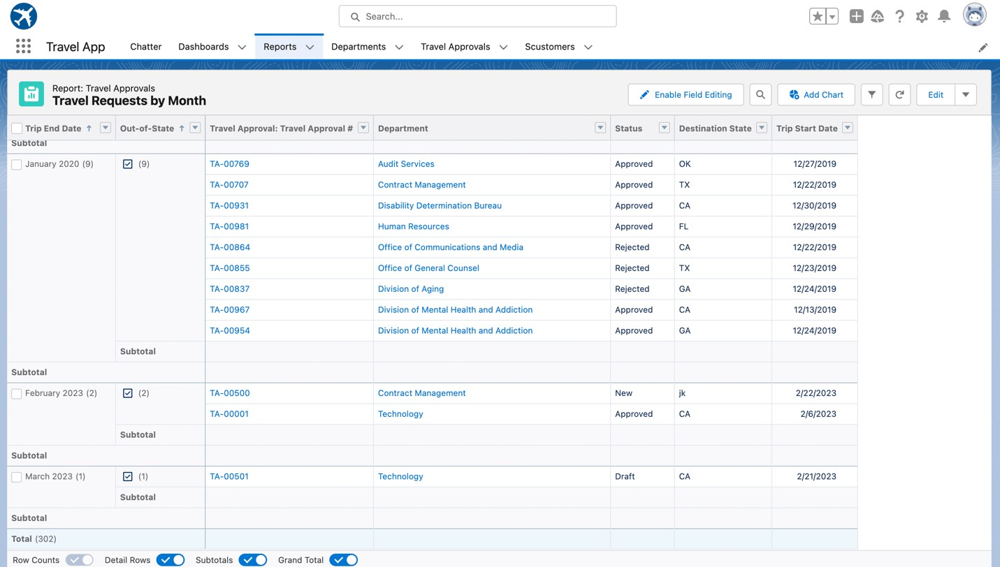 Search...
Travel App Chatter Dashboards Reports Departments Travel Approvals Scustomers
Report: Travel Approvals
Travel Requests by Month
Enable Field Editing Add Chart Edit
Trip End Date ↑ Out-of-State ↑ Travel Approval: Travel Approval # Department Status Destination State Trip Start Date
Subtotal
January 2020 (9) (9) TA-00769 Audit Services Approved OK 12/27/2019
TA-00707 Contract Management Approved TX 12/22/2019
TA-00931 Disability Determination Bureau Approved CA 12/30/2019
TA-00981 Human Resources Approved FL 12/29/2019
TA-00864 Office of Communications and Media Rejected CA 12/22/2019
TA-00855 Office of General Counsel Rejected TX 12/23/2019
TA-00837 Division of Aging Rejected GA 12/24/2019
TA-00967 Division of Mental Health and Addiction Approved CA 12/13/2019
TA-00954 Division of Mental Health and Addiction Approved GA 12/24/2019
Subtotal
Subtotal
February 2023 (2) (2) TA-00500 Contract Management New jk 2/22/2023
TA-00001 Technology Approved CA 2/6/2023
Subtotal
Subtotal
March 2023 (1) (1) TA-00501 Technology Draft CA 2/21/2023
Subtotal
Subtotal
Total (302)
Row Counts Detail Rows Subtotals Grand Total